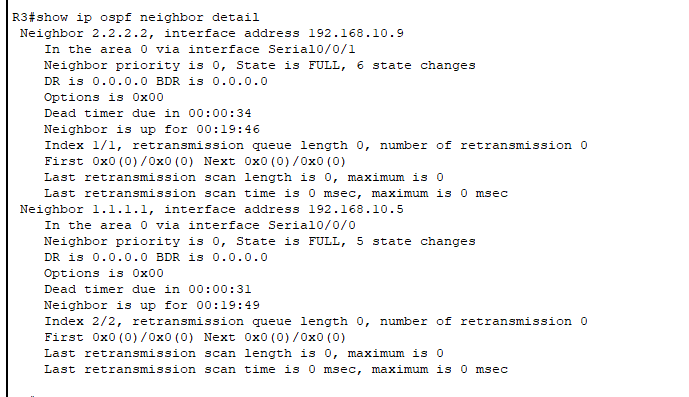 R3#show ip ospf neighbor detail
Neighbor 2.2.2.2, interface address 192.168.10.9
In the area 0 via interface Serial0/0/1
Neighbor priority is 0, State is FULL, 6 state changes
DR is 0.0.0.0 BDR is 0.0.0.0
Options is 0x00
Dead timer due in 00:00:34
Neighbor is up for 00:19:46
Index 1/1, retransmission queue length 0, number of retransmission 0
First 0x0(0)/0x0(0) Next 0x0(0)/0x0(0)
Last retransmission scan length is 0, maximum is 0
Last retransmission scan time is 0 msec, maximum is 0 msec
Neighbor 1.1.1.1, interface address 192.168.10.5
In the area 0 via interface Serial0/0/0
Neighbor priority is 0, State is FULL, 5 state changes
DR is 0.0.0.0 BDR is 0.0.0.0
Options is 0x00
Dead timer due in 00:00:31
Neighbor is up for 00:19:49
Index 2/2, retransmission queue length 0, number of retransmission 0
First 0x0(0)/0x0(0) Next 0x0(0)/0x0(0)
Last retransmission scan length is 0, maximum is 0
Last retransmission scan time is 0 msec, maximum is 0 msec